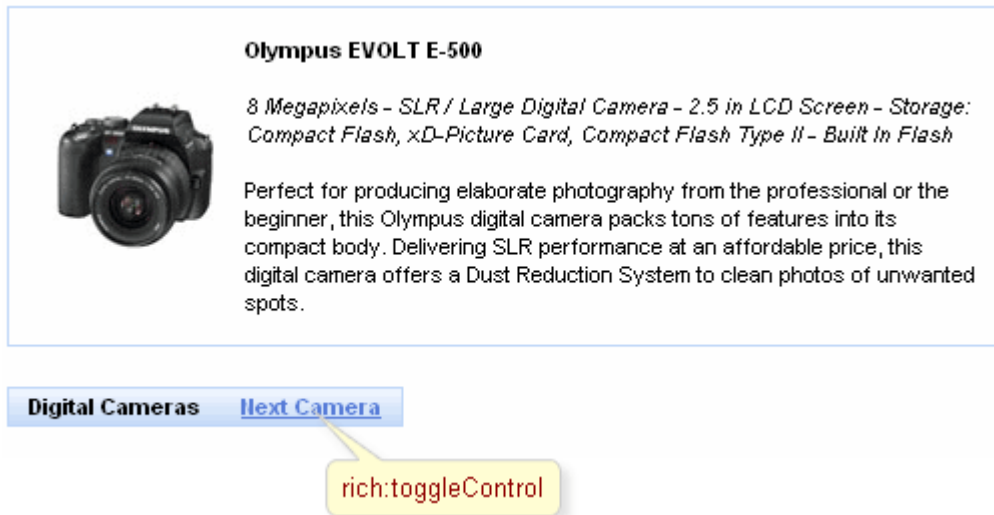 Olympus EVOLT E-500
8 Megapixels - SLR / Large Digital Camera - 2.5 in LCD Screen - Storage:
Compact Flash, xD-Picture Card, Compact Flash Type II - Built In Flash
Perfect for producing elaborate photography from the professional or the
beginner, this Olympus digital camera packs tons of features into its
compact body. Delivering SLR performance at an affordable price, this
digital camera offers a Dust Reduction System to clean photos of unwanted
spots.
OLYMPUS
Digital Cameras Next Camera
rich:toggleControl